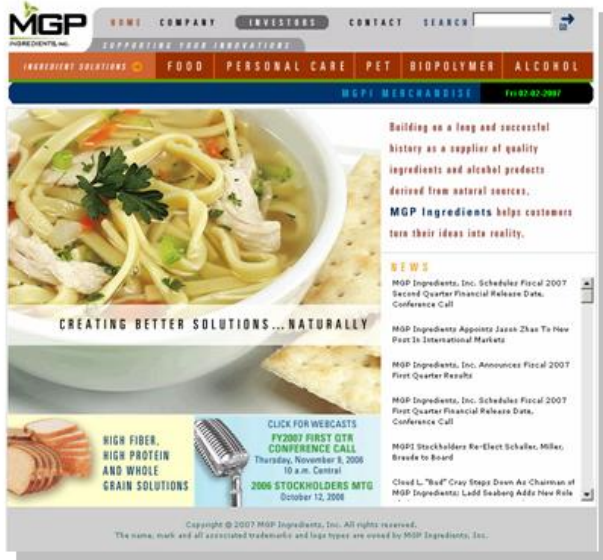 MGP
INGREDIENTS, INC.
HOME COMPANY INVESTORS CONTACT SEARCH
SUPPORTING YOUR INNOVATIONS
INGREDIENT SOLUTIONS FOOD PERSONAL CARE PET BIOPOLYMER ALCOHOL
MGPI MERCHANDISE Fri 02-02-2007
Building on a long and successful
history as a supplier of quality
ingredients and alcohol products
derived from natural sources,
MGP Ingredients helps customers
turn their ideas into reality.
CREATING BETTER SOLUTIONS...NATURALLY
NEWS
MGP Ingredients, Inc. Schedules Fiscal 2007
Second Quarter Financial Release Date,
Conference Call
MGP Ingredients Appoints Jason Zhao To New
Post In International Markets
MGP Ingredients, Inc. Announces Fiscal 2007
First Quarter Results
MGP Ingredients, Inc. Schedules Fiscal 2007
First Quarter Financial Release Date,
Conference Call
MGPI Stockholders Re-Elect Schaller, Miller,
Braude to Board
Cloud L. "Bud" Cray Steps Down As Chairman of
MGP Ingredients; Ladd Seaberg Adds New Role
HIGH FIBER,
HIGH PROTEIN
AND WHOLE
GRAIN SOLUTIONS
CLICK FOR WEBCASTS
FY2007 FIRST QTR
CONFERENCE CALL
Thursday, November 9, 2006
10 a.m. Central
2006 STOCKHOLDERS MTG
October 12, 2006
Copyright © 2007 MGP Ingredients, Inc. All rights reserved.
The name, mark and all associated trademarks and logo types are owned by MGP Ingredients, Inc.